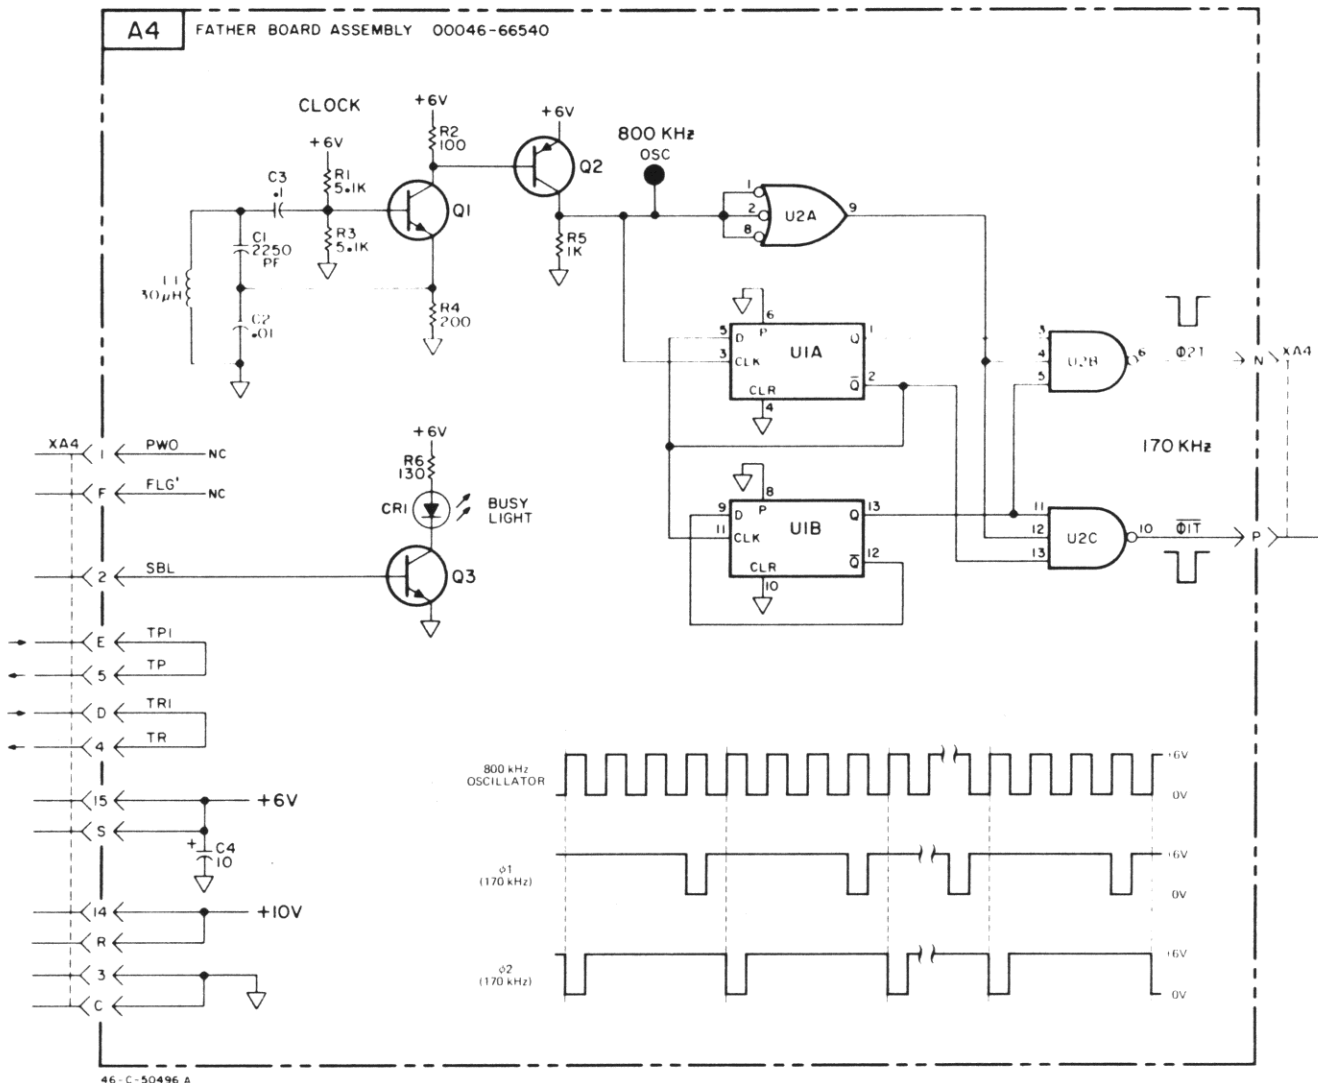 A4 FATHER BOARD ASSEMBLY 00046-66540
CLOCK
+6V
R1
5.1K
R3
5.1K
C3
.1
C1
2250
PF
C2
.01
30µH
+6V
R2
100
Q1
R4
200
+6V
Q2
R5
1K
800 KHz
OSC
1
2
8
U2A
9
6
P
5
D
3
CLK
U1A
Q
1
Q̅
2
CLR
4
3
4
5
U2B
6
Φ2T
N
XA4
170 KHz
8
P
9
D
11
CLK
U1B
Q
13
Q̅
12
CLR
10
11
12
13
U2C
10
Φ1T
P
XA4
1
PWO
NC
F
FLG'
NC
2
SBL
+6V
R6
130
CR1
BUSY
LIGHT
Q3
E
TP1
5
TP
D
TR1
4
TR
15
+6V
S
+
C4
10
14
+10V
R
3
C
800 kHz
OSCILLATOR
+6V
0V
ϕ1
(170 kHz)
+6V
0V
ϕ2
(170 kHz)
+6V
0V
46-C-50496 A